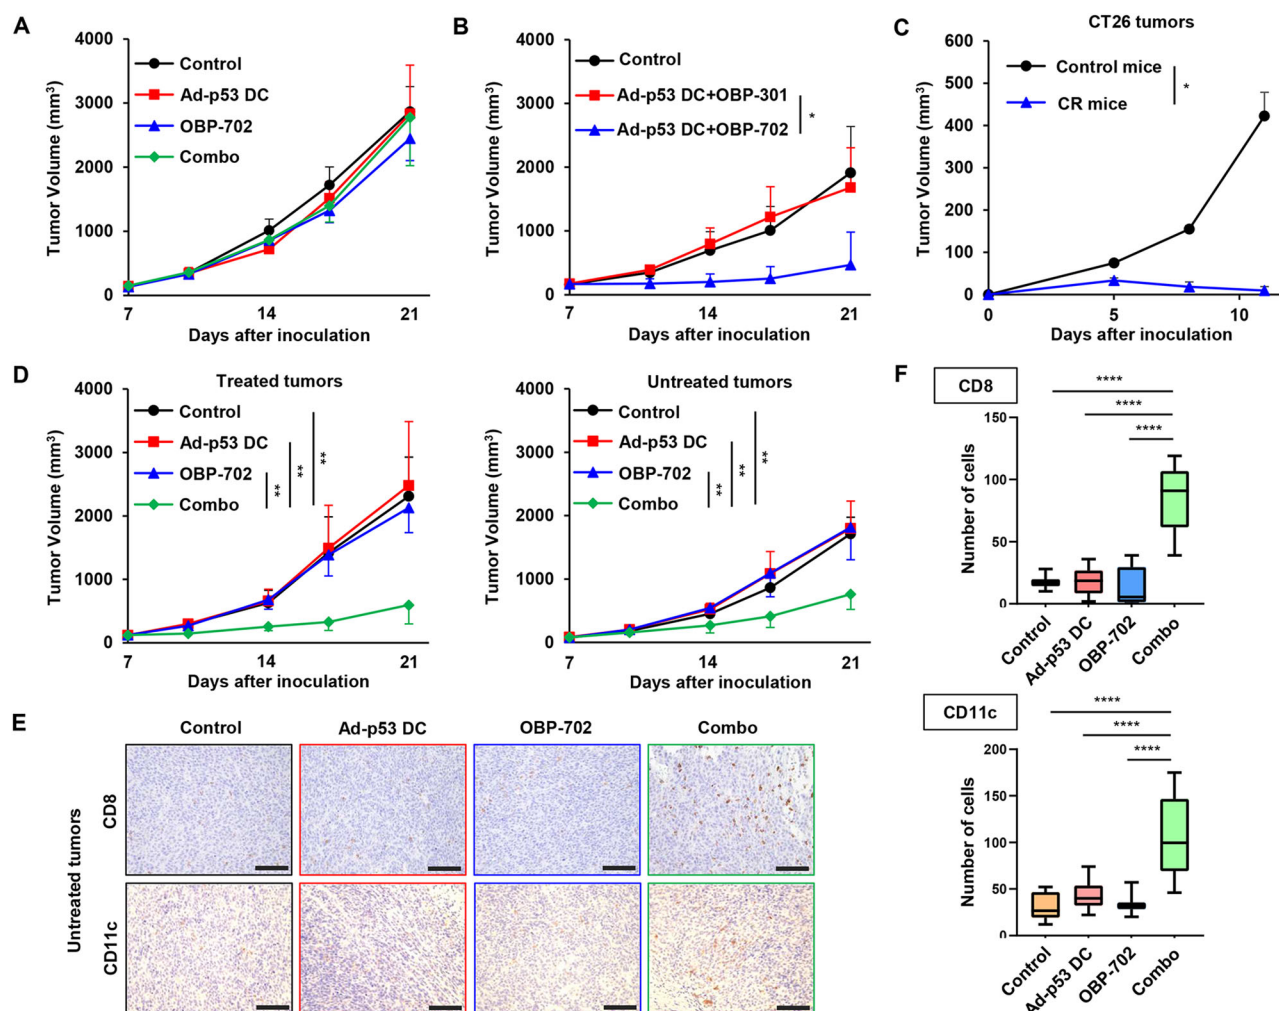 A
4000
3000
2000
1000
0
7
14
21
Tumor Volume (mm³)
Days after inoculation
Control
Ad-p53 DC
OBP-702
Combo
B
4000
3000
2000
1000
0
7
14
21
Tumor Volume (mm³)
Days after inoculation
Control
Ad-p53 DC+OBP-301
Ad-p53 DC+OBP-702
*
C
CT26 tumors
600
500
400
300
200
100
0
0
5
10
Tumor Volume (mm³)
Days after inoculation
Control mice
CR mice
*
D
Treated tumors
4000
3000
2000
1000
0
7
14
21
Tumor Volume (mm³)
Days after inoculation
Control
Ad-p53 DC
OBP-702
Combo
**
**
**
Untreated tumors
4000
3000
2000
1000
0
7
14
21
Tumor Volume (mm³)
Days after inoculation
Control
Ad-p53 DC
OBP-702
Combo
**
**
**
E
Control
Ad-p53 DC
OBP-702
Combo
Untreated tumors
CD8
CD11c
F
CD8
****
****
****
150
100
50
0
Number of cells
Control
Ad-p53 DC
OBP-702
Combo
CD11c
****
****
****
200
150
100
50
0
Number of cells
Control
Ad-p53 DC
OBP-702
Combo